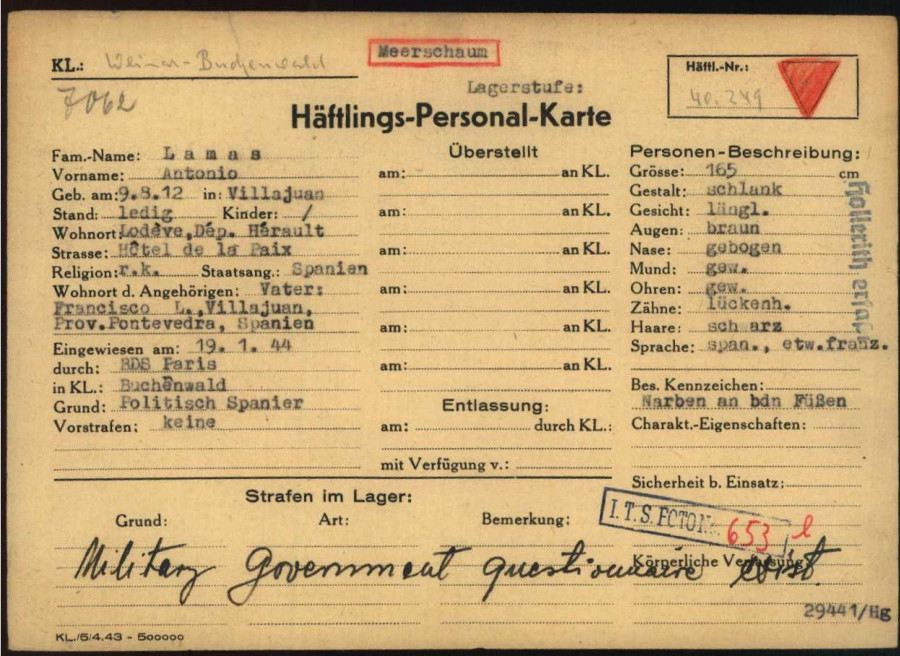 KL.: Weimar-Buchenwald
Meerschaum
Häftl.-Nr.:
40.249
7062
Lagerstufe:
Häftlings-Personal-Karte
Fam.-Name: Lamas
Vorname: Antonio
Geb. am: 9.8.12 in: Villajuan
Stand: ledig Kinder: /
Wohnort: Lodève,Dép. Hérault
Strasse: Hôtel de la Paix
Religion: r.k. Staatsang.: Spanien
Wohnort d. Angehörigen: Vater:
Francisco L.,Villajuan,
Prov.Pontevedra, Spanien
Eingewiesen am: 19. 1. 44
durch: BDS Paris
in KL.: Buchenwald
Grund: Politisch Spanier
Vorstrafen: keine
Überstellt
am: an KL.
am: an KL.
am: an KL.
am: an KL.
am: an KL.
am: an KL.
Entlassung:
am: durch KL.:
mit Verfügung v.:
Personen-Beschreibung:
Grösse: 165 cm
Gestalt: schlank
Gesicht: längl.
Augen: braun
Nase: gebogen
Mund: gew.
Ohren: gew.
Zähne: lückenh.
Haare: sch arz
Sprache: span., etw.franz.
Hollerith erfaß
Bes. Kennzeichen:
Narben an bdn Füßen
Charakt.-Eigenschaften:
Sicherheit b. Einsatz:
Körperliche Verfassung:
Strafen im Lager:
Grund: Art: Bemerkung:
I.T.S. FOTO No. 653
Military Government questionnaire exist.
29441/Hg
KL/5/4.43 - 500000